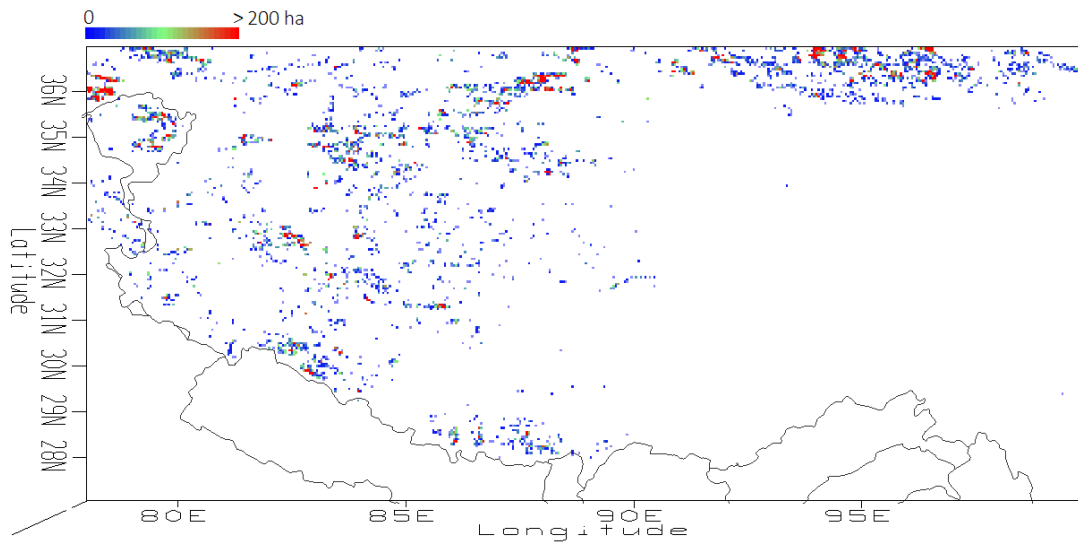 0 > 200 ha
36N
35N
34N
33N
32N
31N
30N
29N
28N
Latitude
80E 85E 90E 95E
Longitude